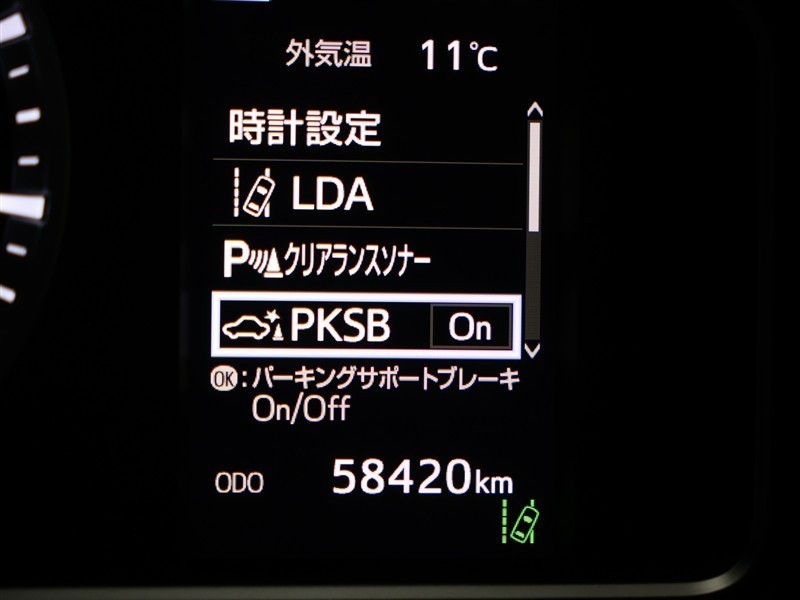 外気温 11℃
時計設定
LDA
P クリアランスソナー
PKSB On
OK:パーキングサポートブレーキ
On/Off
ODO 58420km